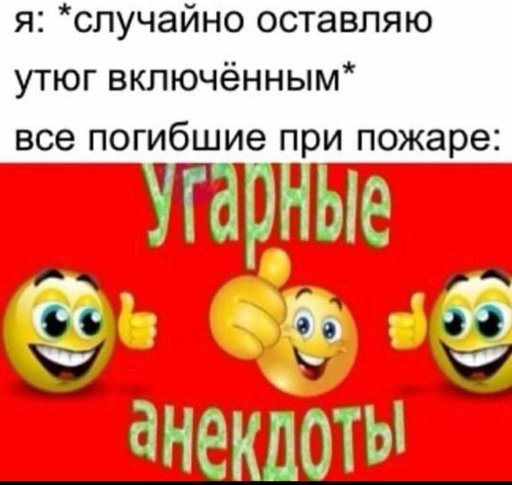 я: *случайно оставляю
утюг включённым*
все погибшие при пожаре:
Угарные
анекдоты